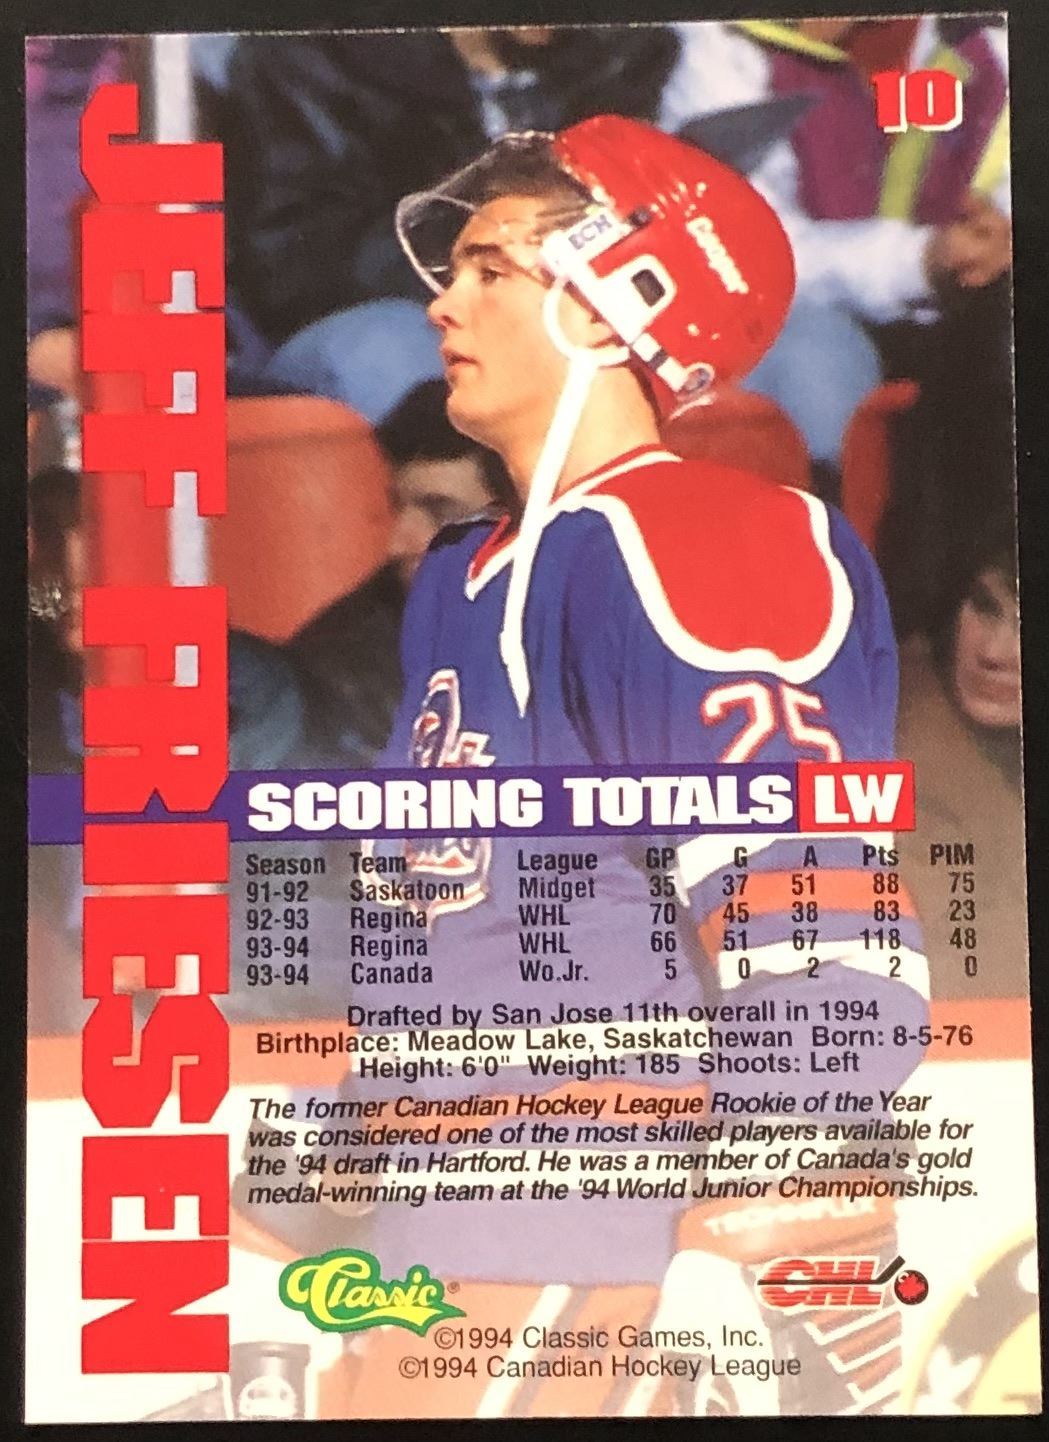 10
JEFF FRIESEN
ECH
Cooper
25
SCORING TOTALS LW
Season Team League GP G A Pts PIM
91-92 Saskatoon Midget 35 37 51 88 75
92-93 Regina WHL 70 45 38 83 23
93-94 Regina WHL 66 51 67 118 48
93-94 Canada Wo.Jr. 5 0 2 2 0
Drafted by San Jose 11th overall in 1994
Birthplace: Meadow Lake, Saskatchewan Born: 8-5-76
Height: 6'0" Weight: 185 Shoots: Left
The former Canadian Hockey League Rookie of the Year
was considered one of the most skilled players available for
the '94 draft in Hartford. He was a member of Canada's gold
medal-winning team at the '94 World Junior Championships.
TECHNIFLEX
Classic®
CHL
©1994 Classic Games, Inc.
©1994 Canadian Hockey League